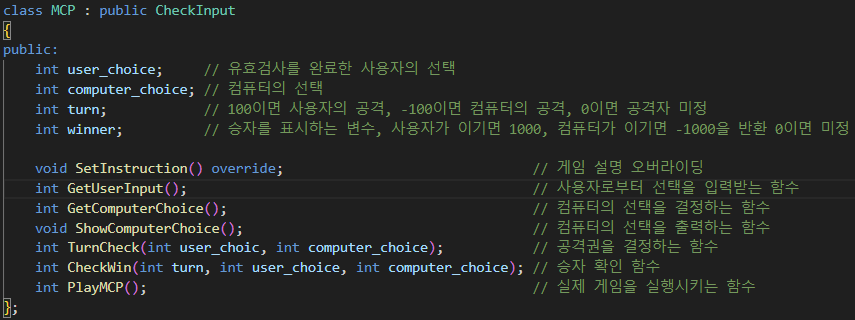 class MCP : public CheckInput
{
public:
    int user_choice;     // 유효검사를 완료한 사용자의 선택
    int computer_choice; // 컴퓨터의 선택
    int turn;            // 100이면 사용자의 공격, -100이면 컴퓨터의 공격, 0이면 공격자 미정
    int winner;          // 승자를 표시하는 변수, 사용자가 이기면 1000, 컴퓨터가 이기면 -1000을 반환 0이면 미정

    void SetInstruction() override;                               // 게임 설명 오버라이딩
    int GetUserInput();                                           // 사용자로부터 선택을 입력받는 함수
    int GetComputerChoice();                                      // 컴퓨터의 선택을 결정하는 함수
    void ShowComputerChoice();                                    // 컴퓨터의 선택을 출력하는 함수
    int TurnCheck(int user_choic, int computer_choice);           // 공격권을 결정하는 함수
    int CheckWin(int turn, int user_choice, int computer_choice); // 승자 확인 함수
    int PlayMCP();                                                // 실제 게임을 실행시키는 함수
};